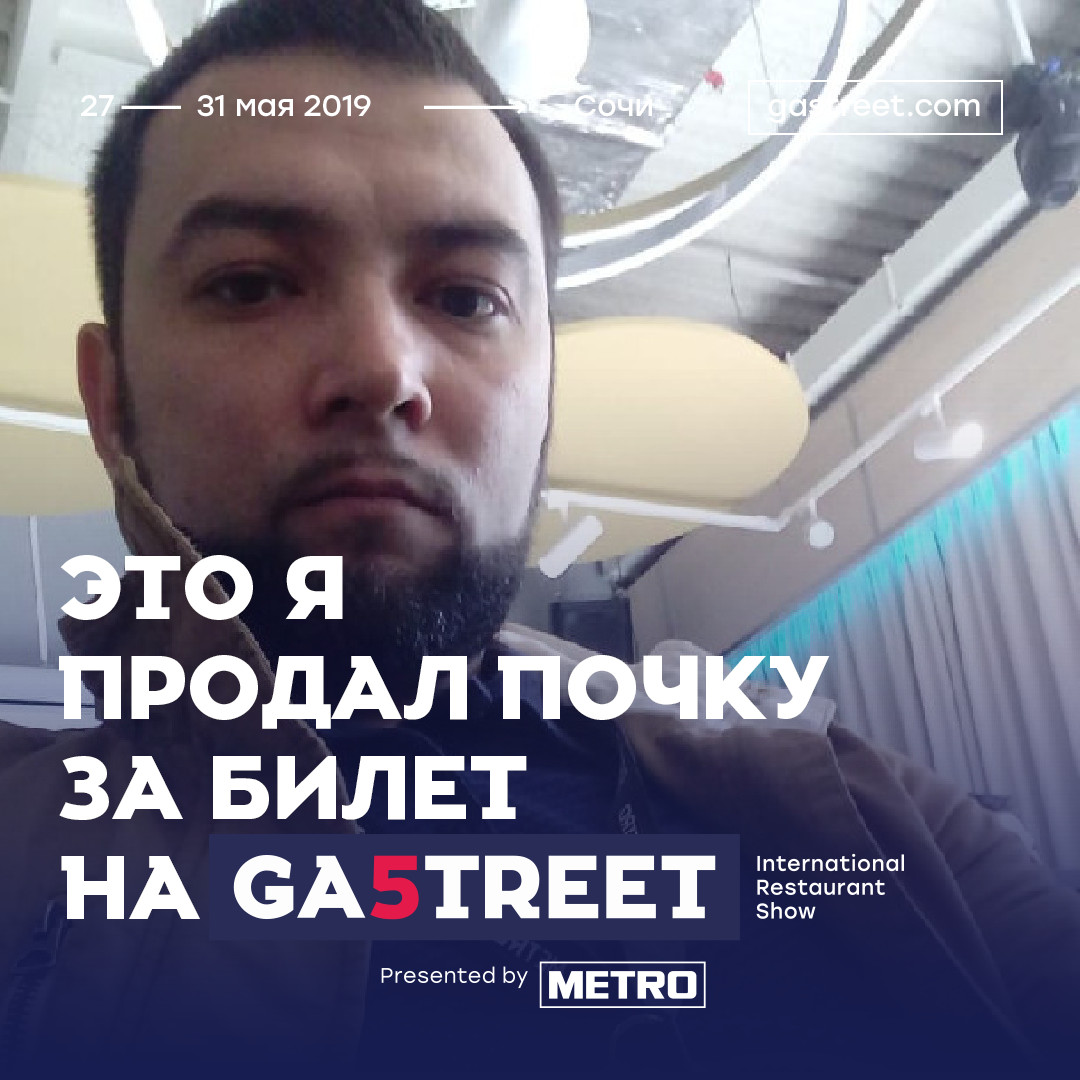 27 — 31 мая 2019 → Сочи gastreet.com
ЭТО Я
ПРОДАЛ ПОЧКУ
ЗА БИЛЕТ
НА GA5TREET
International
Restaurant
Show
Presented by METRO